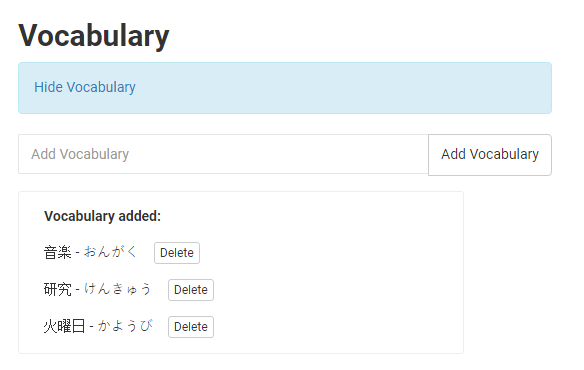 Vocabulary
Hide Vocabulary
Add Vocabulary Add Vocabulary
Vocabulary added:
音楽 - おんがく Delete
研究 - けんきゅう Delete
火曜日 - かようび Delete